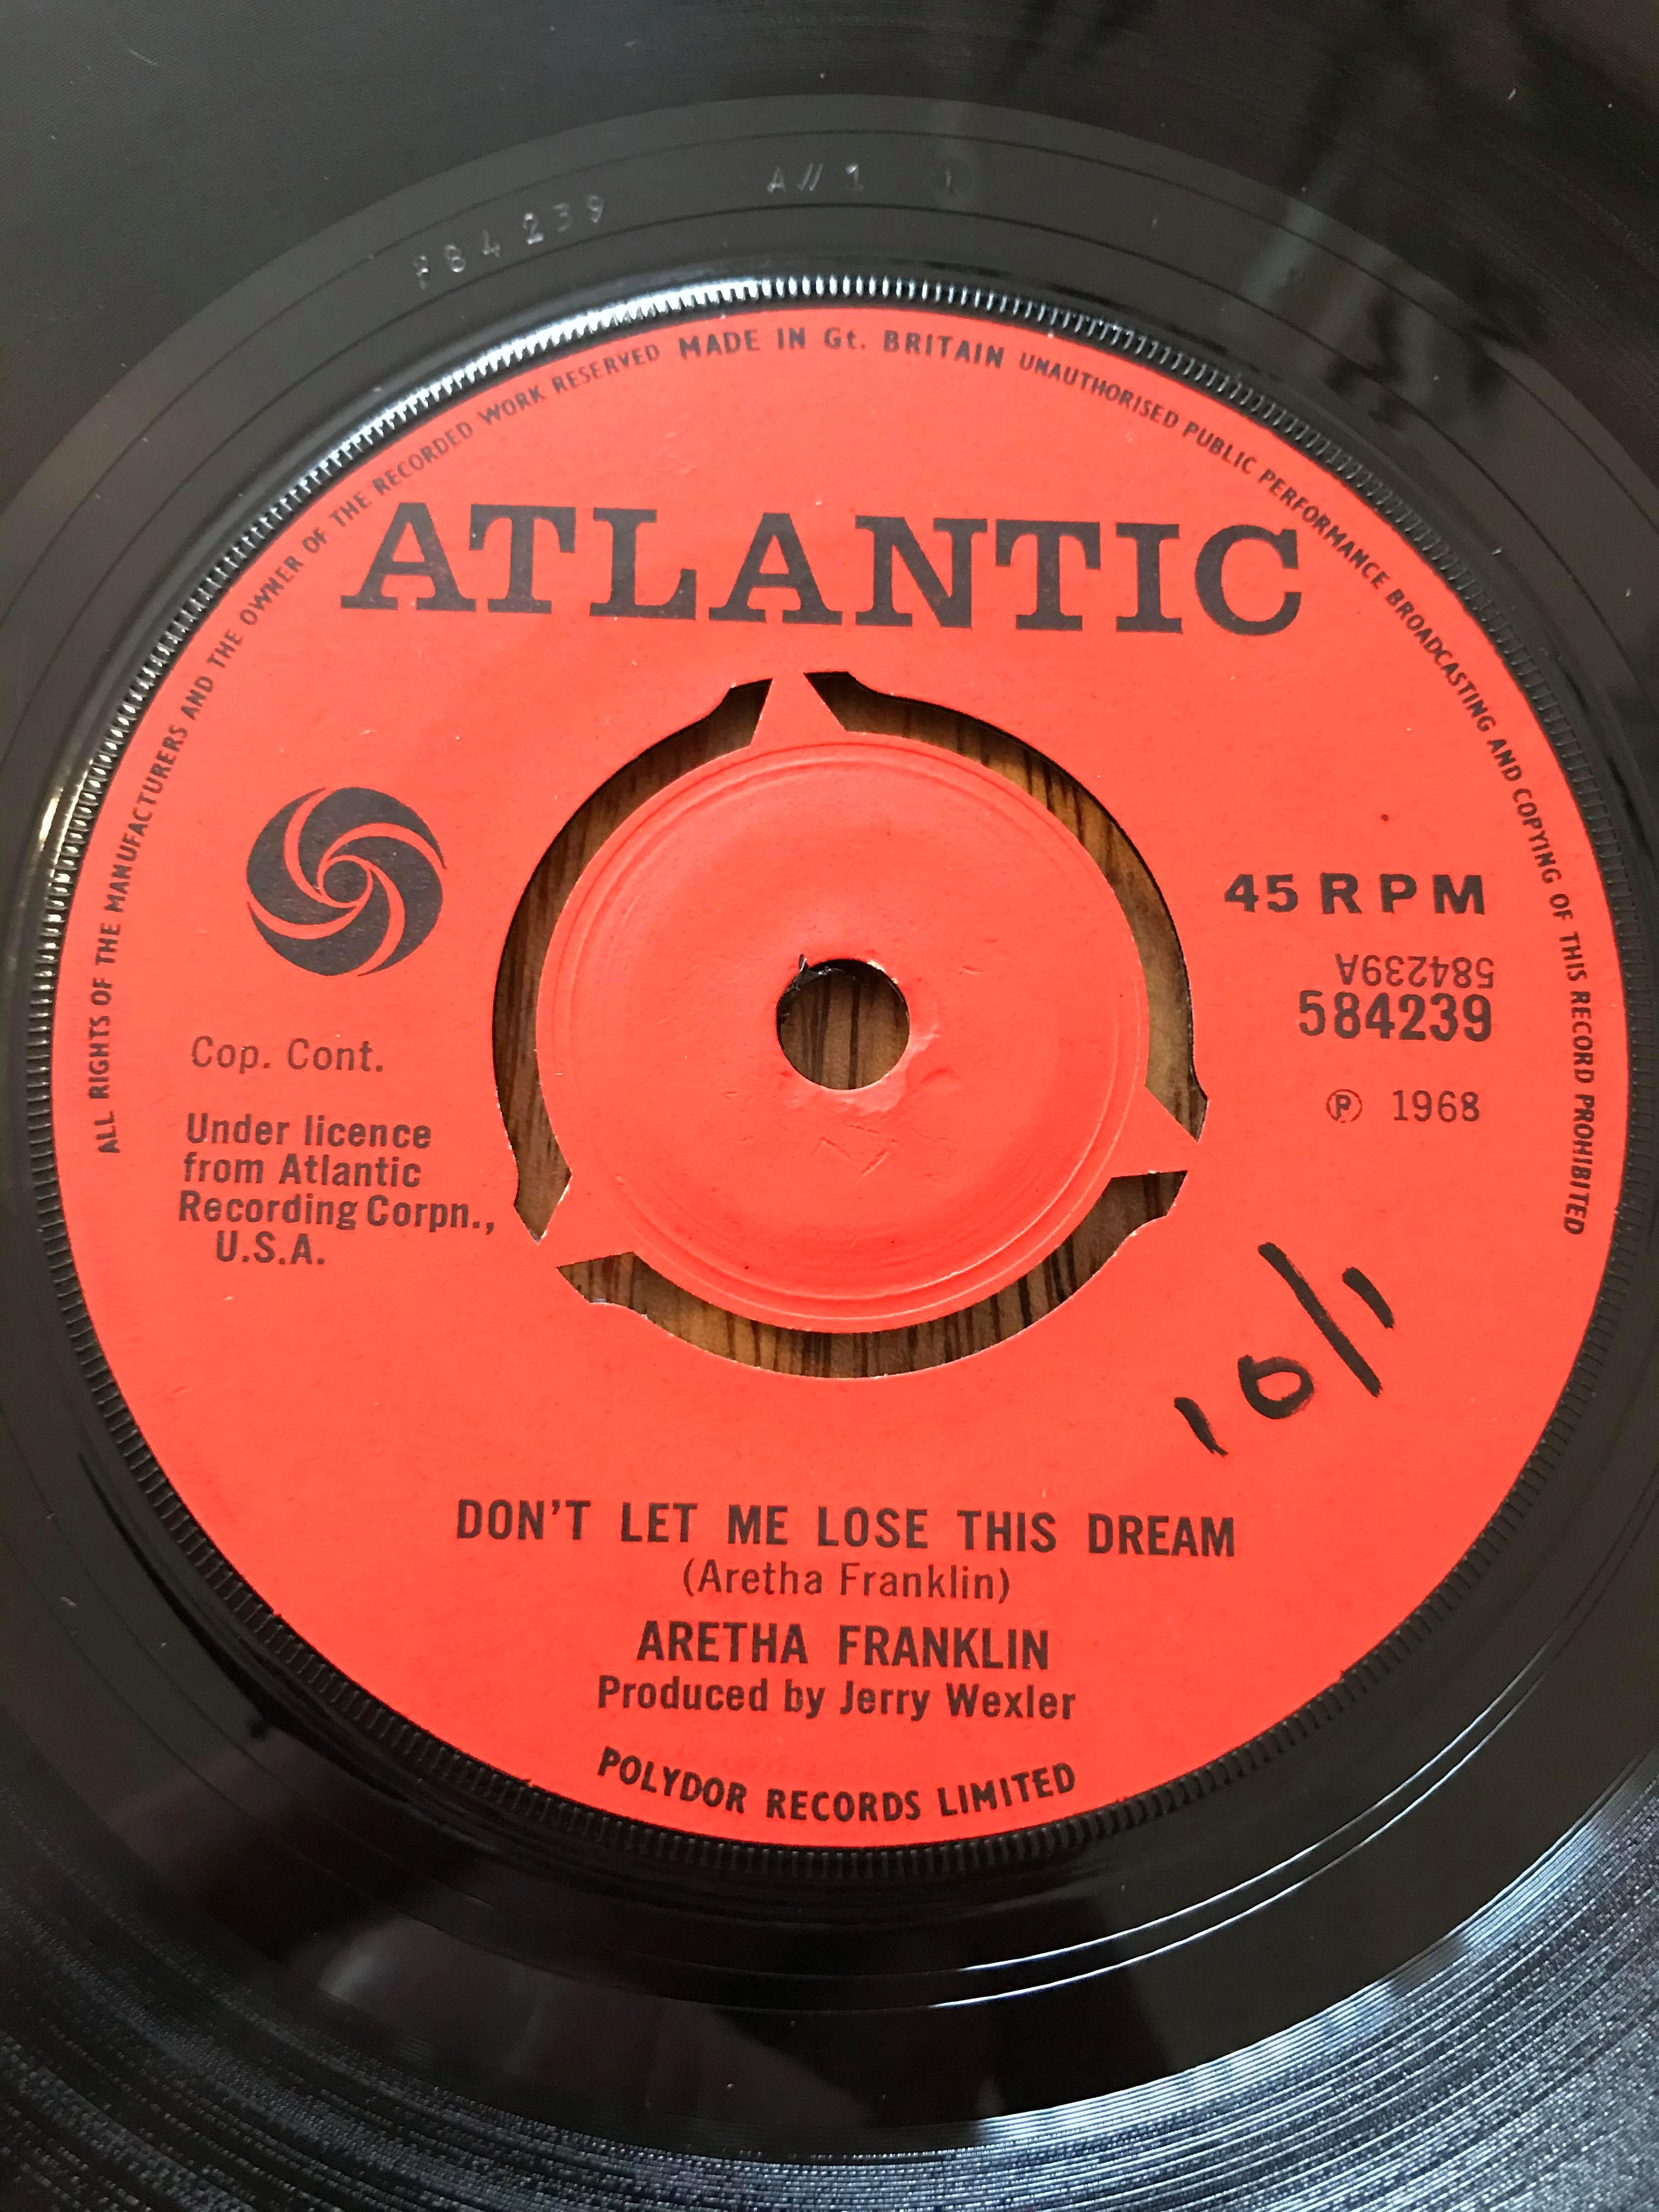 584239 A// 1 1
ALL RIGHTS OF THE MANUFACTURERS AND THE OWNER OF THE RECORDED WORK RESERVED MADE IN Gt. BRITAIN UNAUTHORISED PUBLIC PERFORMANCE BROADCASTING AND COPYING OF THIS RECORD PROHIBITED
ATLANTIC
45 RPM
584239A
584239
℗ 1968
Cop. Cont.
Under licence
from Atlantic
Recording Corpn.,
U.S.A.
10/1
DON'T LET ME LOSE THIS DREAM
(Aretha Franklin)
ARETHA FRANKLIN
Produced by Jerry Wexler
POLYDOR RECORDS LIMITED